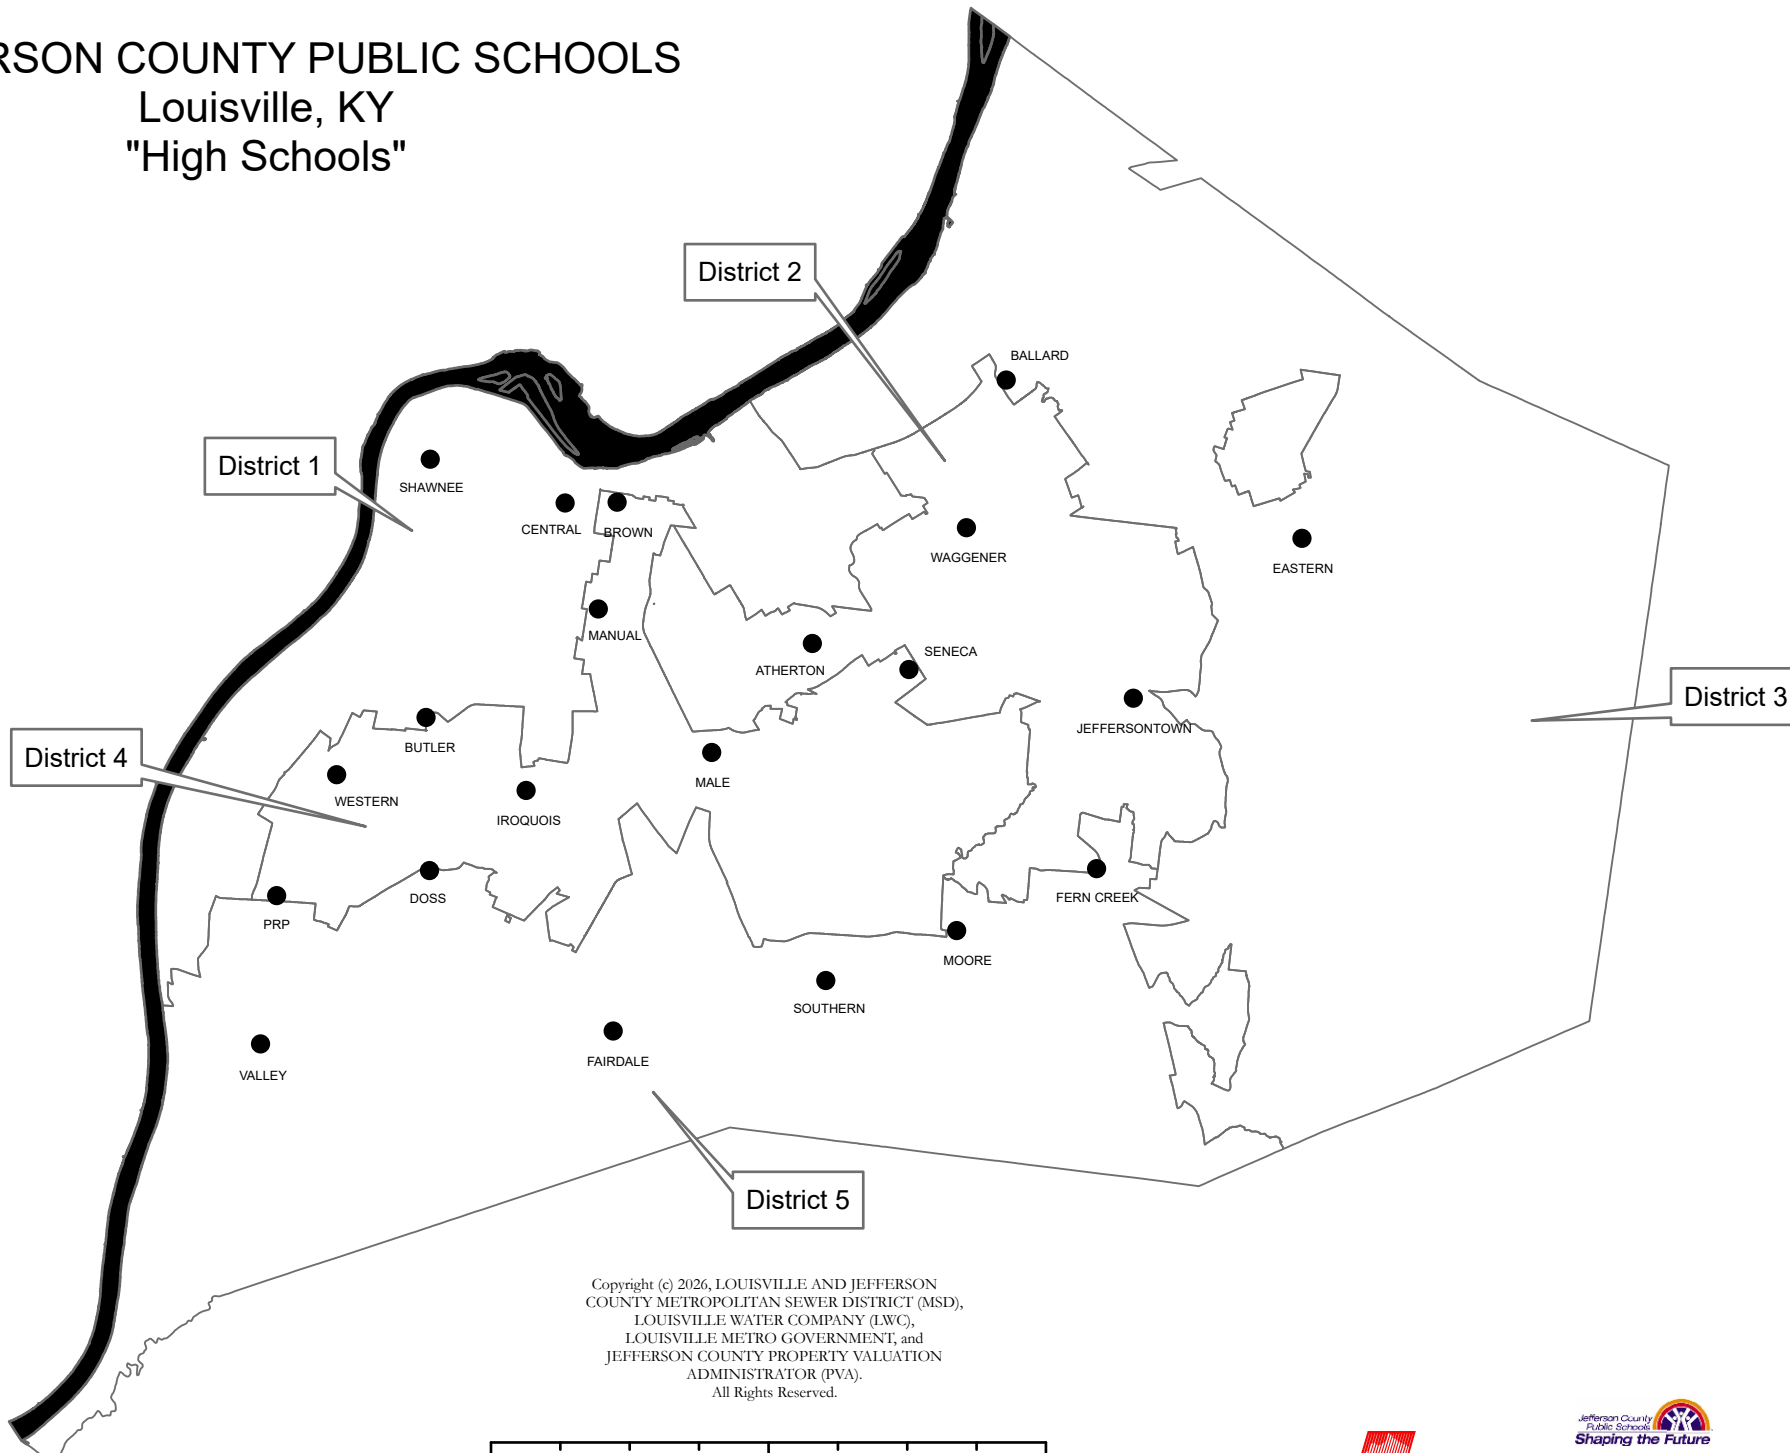 RSON COUNTY PUBLIC SCHOOLS
Louisville, KY
"High Schools"
District 2
BALLARD
District 1
SHAWNEE
CENTRAL
BROWN
WAGGENER
EASTERN
MANUAL
ATHERTON
SENECA
District 3
JEFFERSONTOWN
BUTLER
District 4
MALE
WESTERN
IROQUOIS
DOSS
FERN CREEK
PRP
MOORE
SOUTHERN
FAIRDALE
VALLEY
District 5
Copyright (c) 2026, LOUISVILLE AND JEFFERSON
COUNTY METROPOLITAN SEWER DISTRICT (MSD),
LOUISVILLE WATER COMPANY (LWC),
LOUISVILLE METRO GOVERNMENT, and
JEFFERSON COUNTY PROPERTY VALUATION
ADMINISTRATOR (PVA).
All Rights Reserved.
Jefferson County
Public Schools
Shaping the Future